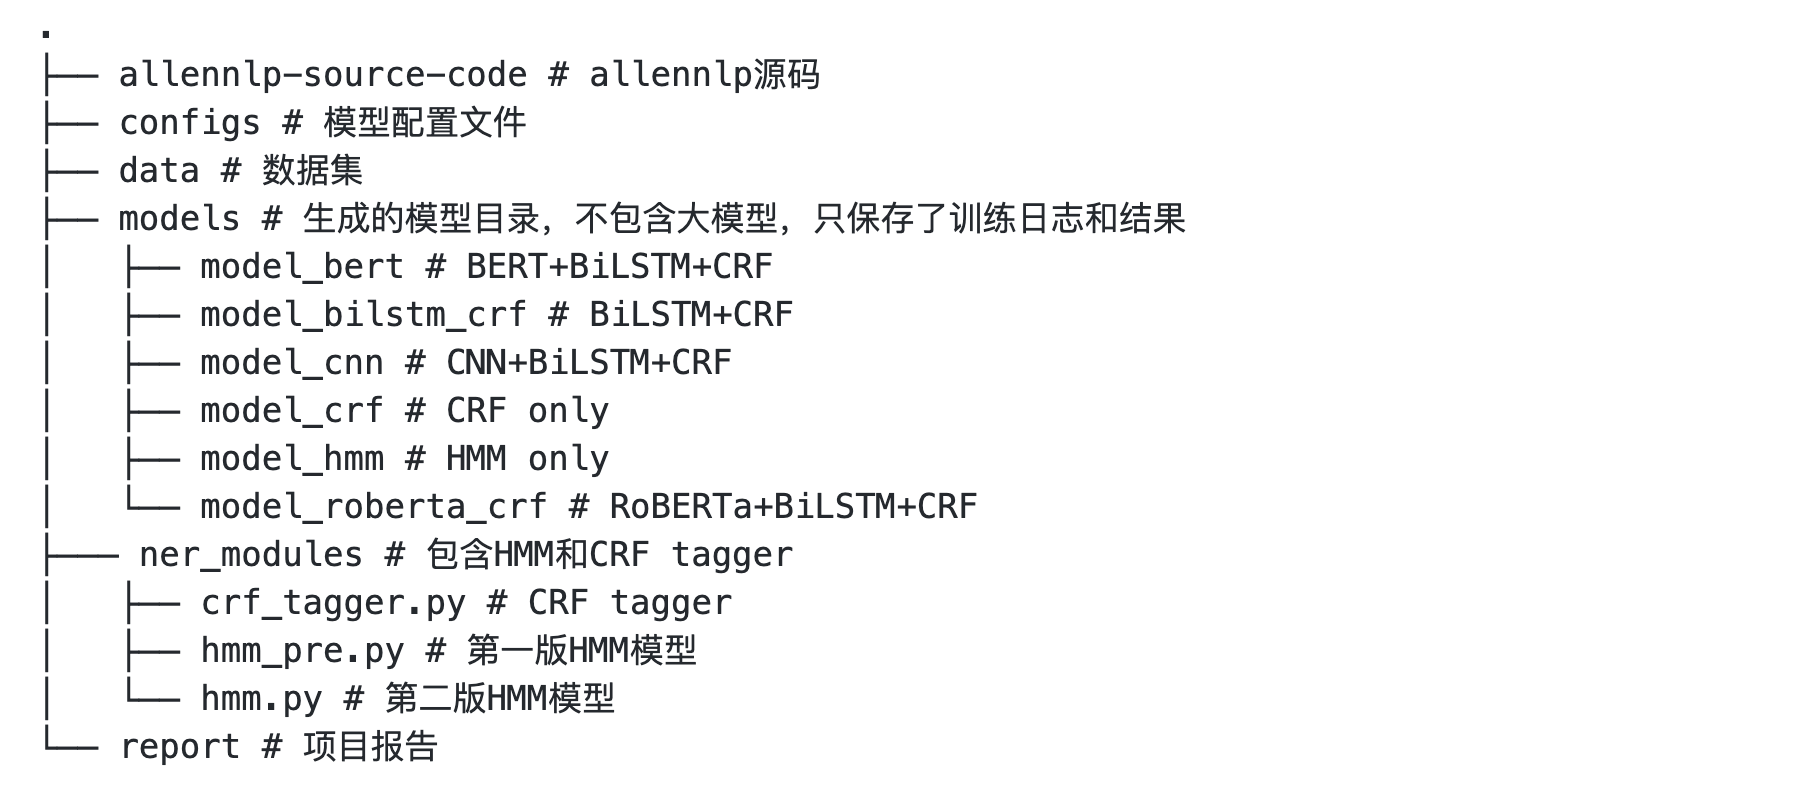 .
├── allennlp-source-code # allennlp源码
├── configs # 模型配置文件
├── data # 数据集
├── models # 生成的模型目录，不包含大模型，只保存了训练日志和结果
│   ├── model_bert # BERT+BiLSTM+CRF
│   ├── model_bilstm_crf # BiLSTM+CRF
│   ├── model_cnn # CNN+BiLSTM+CRF
│   ├── model_crf # CRF only
│   ├── model_hmm # HMM only
│   └── model_roberta_crf # RoBERTa+BiLSTM+CRF
├─── ner_modules # 包含HMM和CRF tagger
│   ├── crf_tagger.py # CRF tagger
│   ├── hmm_pre.py # 第一版HMM模型
│   └── hmm.py # 第二版HMM模型
└── report # 项目报告